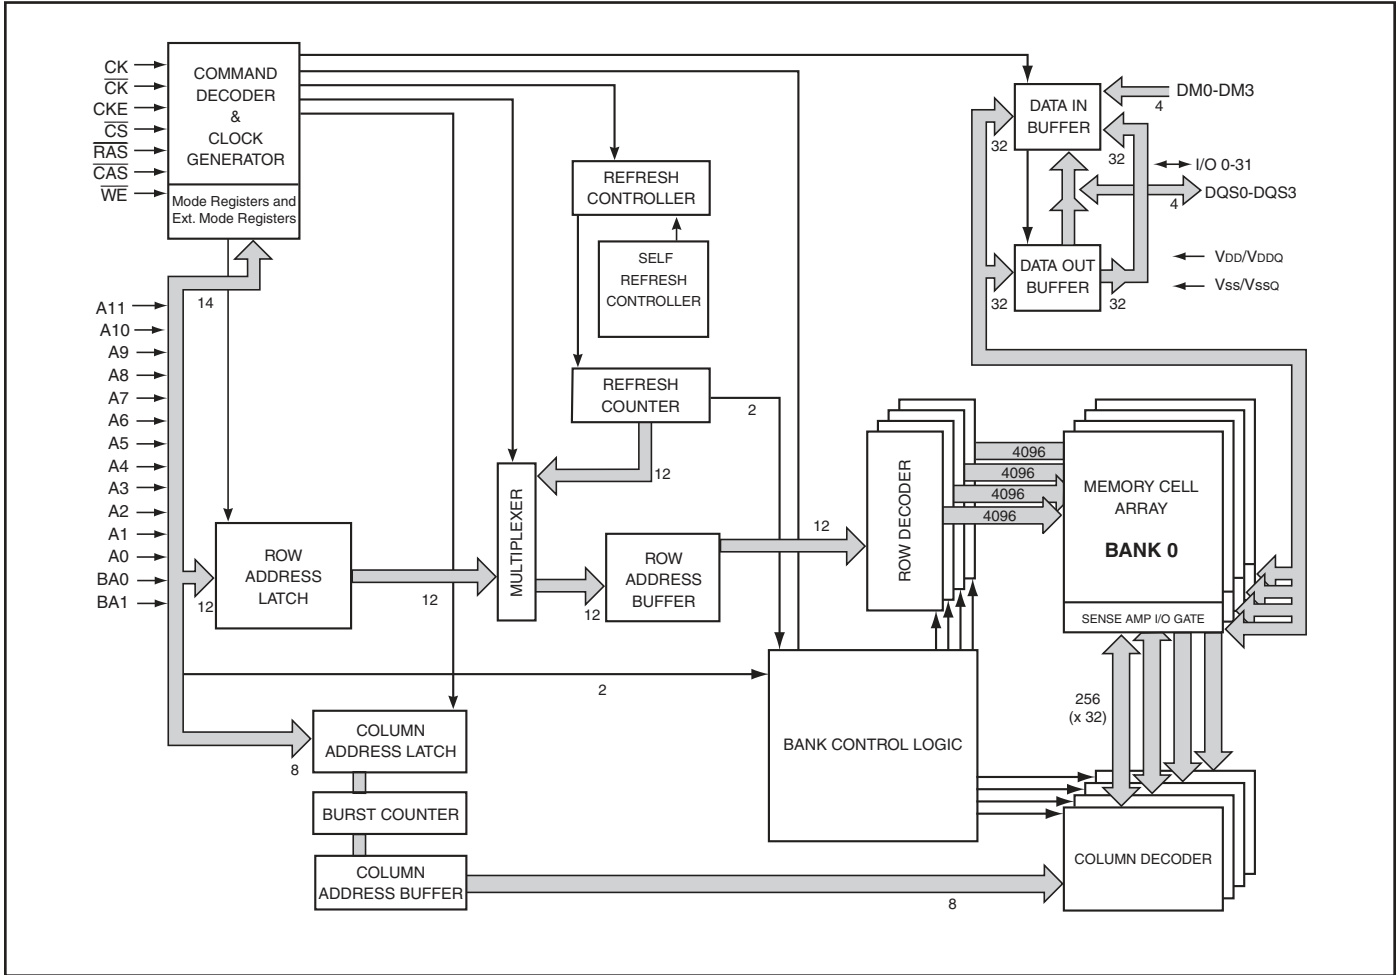 CK
C̅K̅
CKE
C̅S̅
R̅A̅S̅
C̅A̅S̅
W̅E̅
COMMAND
DECODER
&
CLOCK
GENERATOR
Mode Registers and
Ext. Mode Registers
14
A11
A10
A9
A8
A7
A6
A5
A4
A3
A2
A1
A0
BA0
BA1
12
ROW
ADDRESS
LATCH
12
REFRESH
CONTROLLER
SELF
REFRESH
CONTROLLER
REFRESH
COUNTER
2
12
MULTIPLEXER
12
ROW
ADDRESS
BUFFER
12
ROW DECODER
4096
4096
4096
4096
MEMORY CELL
ARRAY
BANK 0
SENSE AMP I/O GATE
DATA IN
BUFFER
DM0-DM3
4
32
32
I/O 0-31
DQS0-DQS3
4
DATA OUT
BUFFER
32
32
VDD/VDDQ
Vss/VssQ
2
BANK CONTROL LOGIC
256
(x 32)
8
COLUMN
ADDRESS LATCH
BURST COUNTER
COLUMN
ADDRESS BUFFER
8
COLUMN DECODER